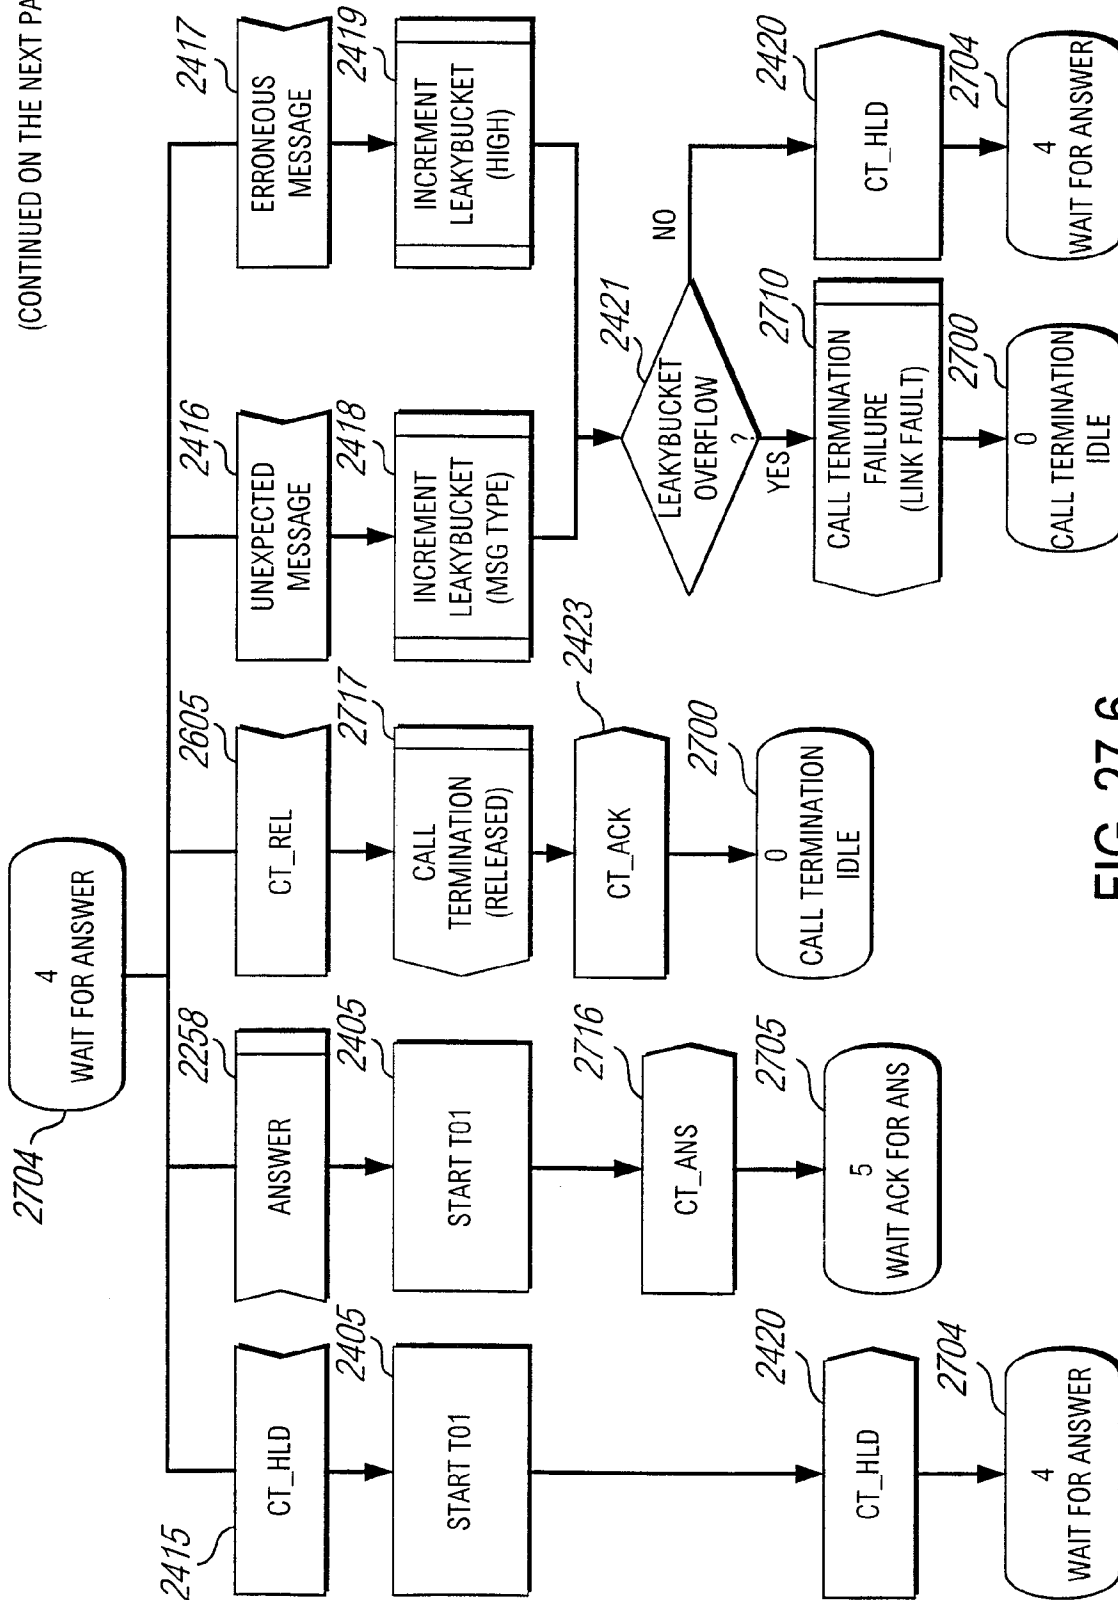 (CONTINUED ON THE NEXT PA
2704
4
WAIT FOR ANSWER
2415
CT_HLD
2405
START T01
2420
CT_HLD
2704
4
WAIT FOR ANSWER
2258
ANSWER
2405
START T01
2716
CT_ANS
2705
5
WAIT ACK FOR ANS
2605
CT_REL
2717
CALL
TERMINATION
(RELEASED)
2423
CT_ACK
2700
0
CALL TERMINATION
IDLE
2416
UNEXPECTED
MESSAGE
2418
INCREMENT
LEAKYBUCKET
(MSG TYPE)
2417
ERRONEOUS
MESSAGE
2419
INCREMENT
LEAKYBUCKET
(HIGH)
2421
LEAKYBUCKET
OVERFLOW
?
YES
NO
2710
CALL TERMINATION
FAILURE
(LINK FAULT)
2700
0
CALL TERMINATION
IDLE
2420
CT_HLD
2704
4
WAIT FOR ANSWER